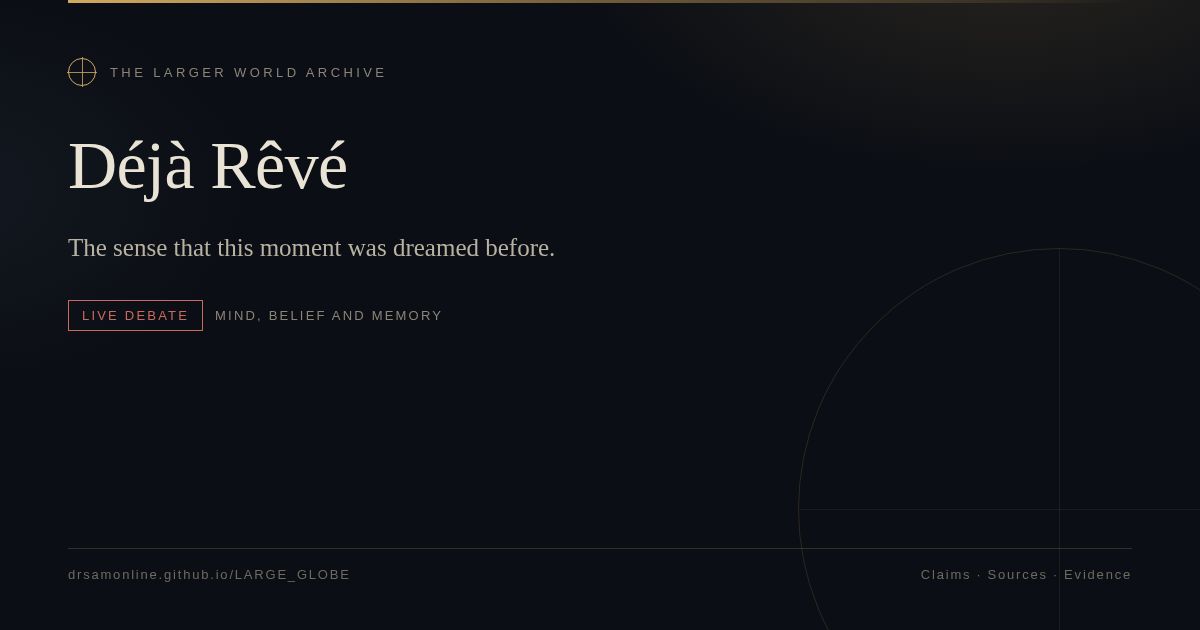 THE LARGER WORLD ARCHIVE
Déjà Rêvé
The sense that this moment was dreamed before.
LIVE DEBATE MIND, BELIEF AND MEMORY
drsamonline.github.io/LARGE_GLOBE Claims · Sources · Evidence